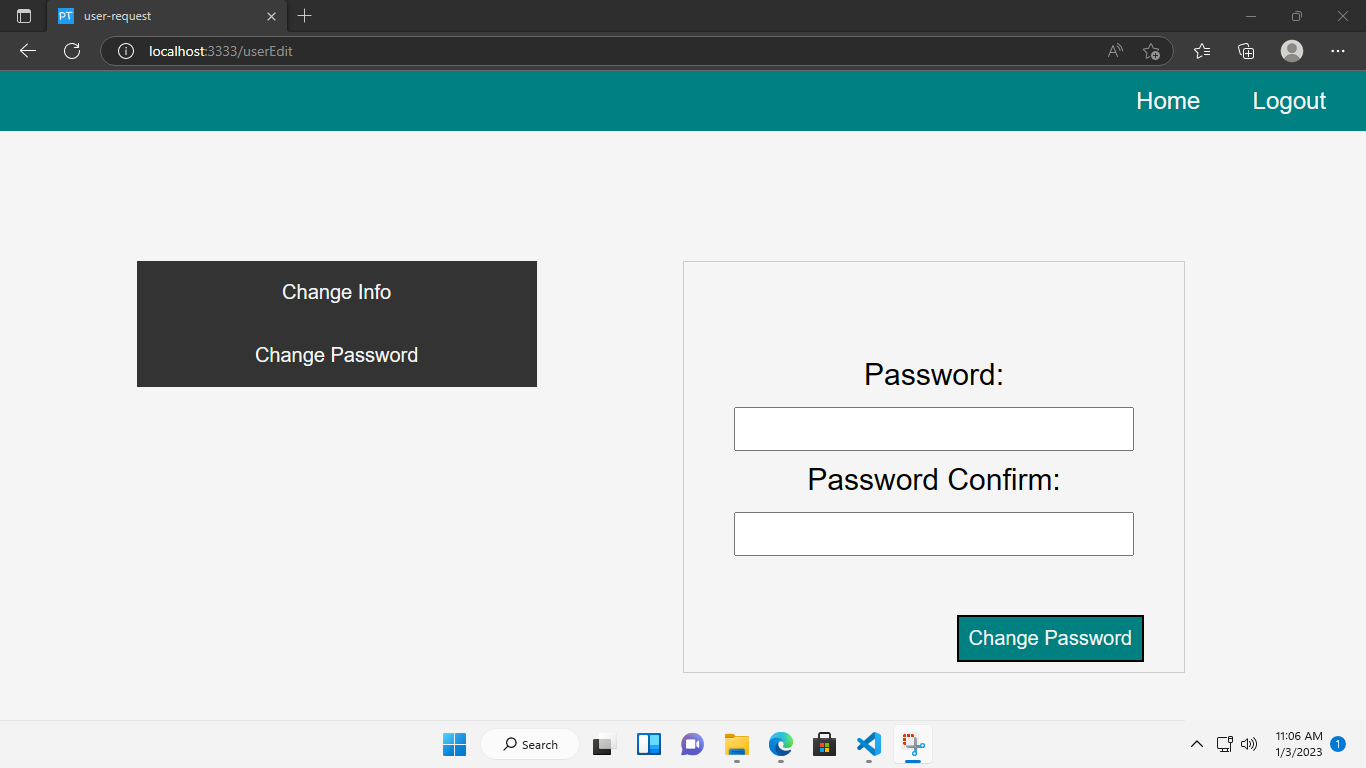 PT user-request
localhost:3333/userEdit
Home Logout
Change Info
Change Password
Password:
Password Confirm:
Change Password
Search
11:06 AM
1/3/2023
1